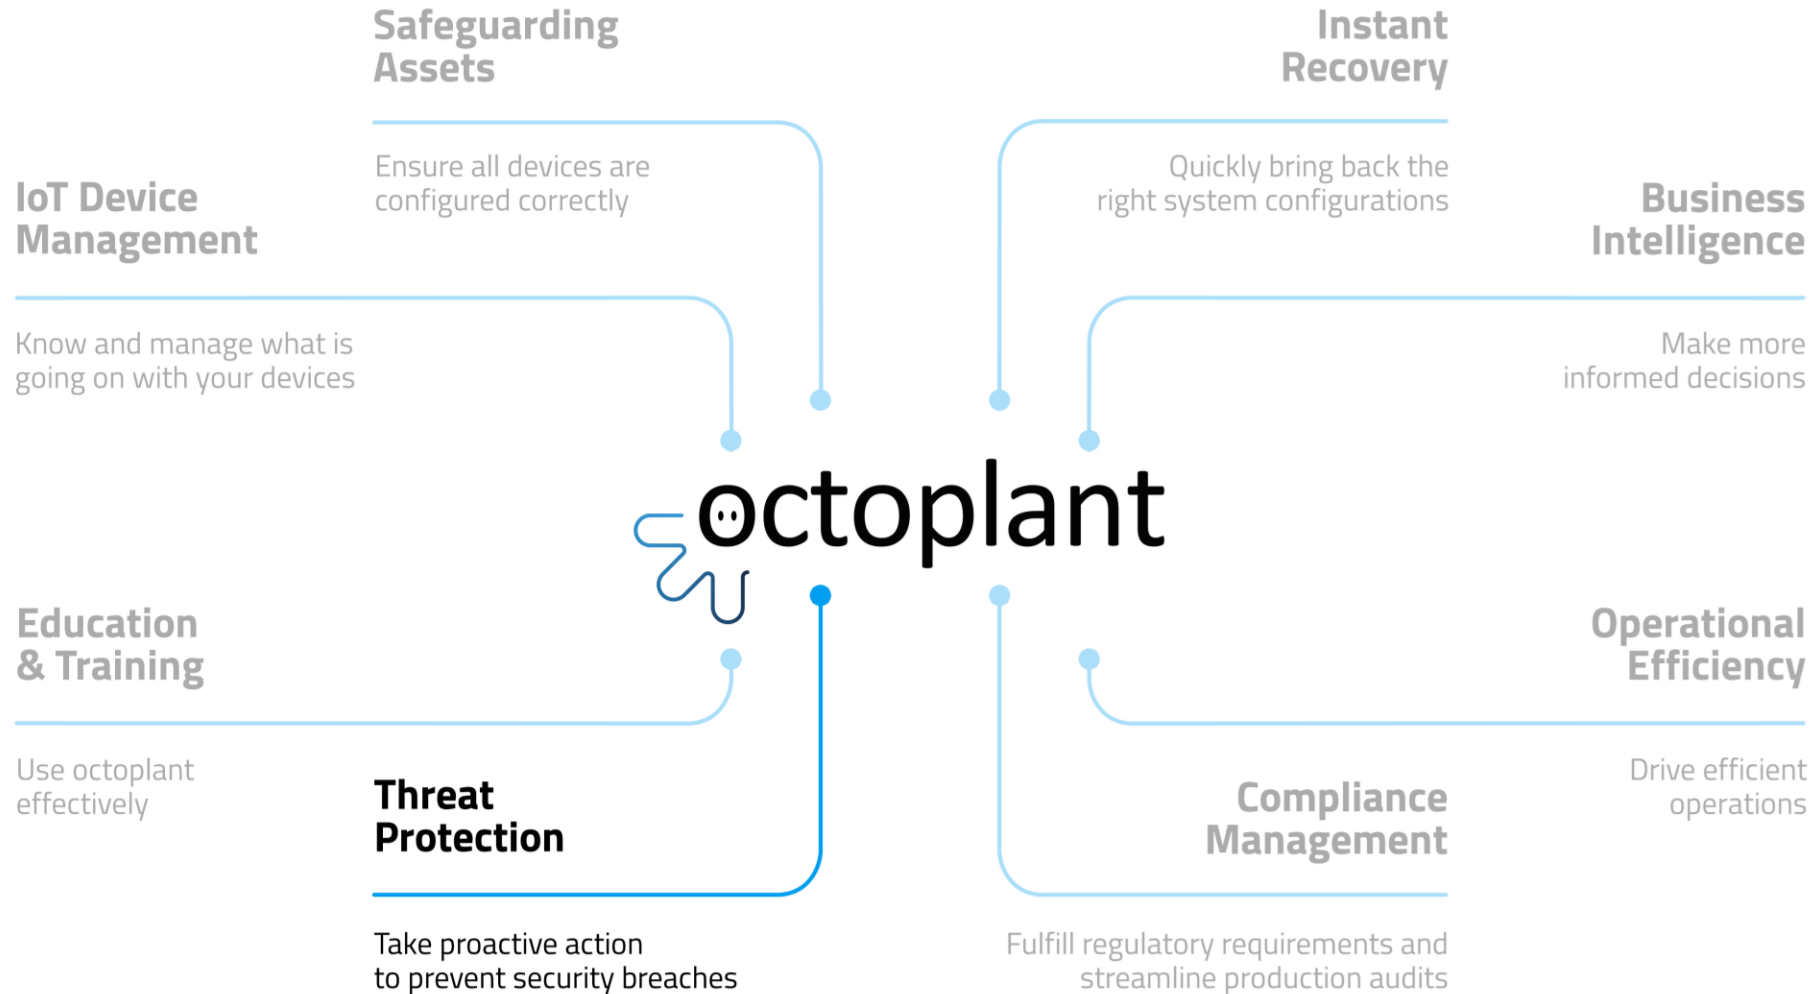 Safeguarding
Assets
Ensure all devices are
configured correctly
Instant
Recovery
Quickly bring back the
right system configurations
IoT Device
Management
Know and manage what is
going on with your devices
Business
Intelligence
Make more
informed decisions
octoplant
Education
& Training
Use octoplant
effectively
Operational
Efficiency
Drive efficient
operations
Threat
Protection
Take proactive action
to prevent security breaches
Compliance
Management
Fulfill regulatory requirements and
streamline production audits